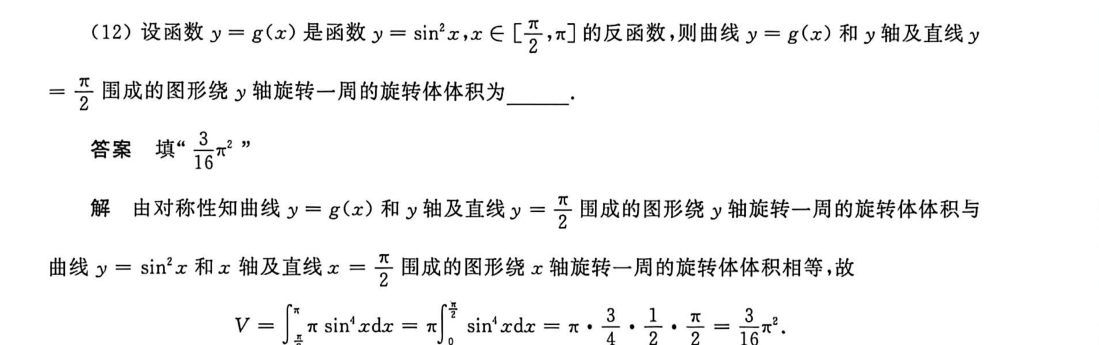 (12) 设函数 y = g(x) 是函数 y = sin²x, x ∈ [π/2, π] 的反函数,则曲线 y = g(x) 和 y 轴及直线 y
= π/2 围成的图形绕 y 轴旋转一周的旋转体体积为______.
答案 填“3/16 π²”
解 由对称性知曲线 y = g(x) 和 y 轴及直线 y = π/2 围成的图形绕 y 轴旋转一周的旋转体体积与
曲线 y = sin²x 和 x 轴及直线 x = π/2 围成的图形绕 x 轴旋转一周的旋转体体积相等,故
V = ∫_{π/2}^{π} π sin⁴xdx = π∫_0^{π/2} sin⁴xdx = π · 3/4 · 1/2 · π/2 = 3/16 π².